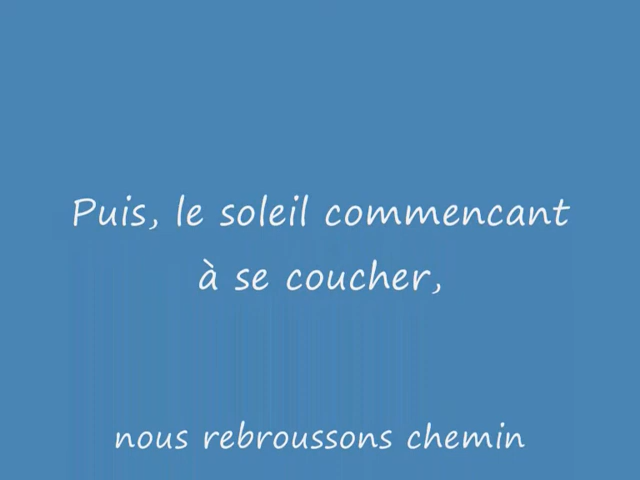 Puis, le soleil commencant
à se coucher,
nous rebroussons chemin